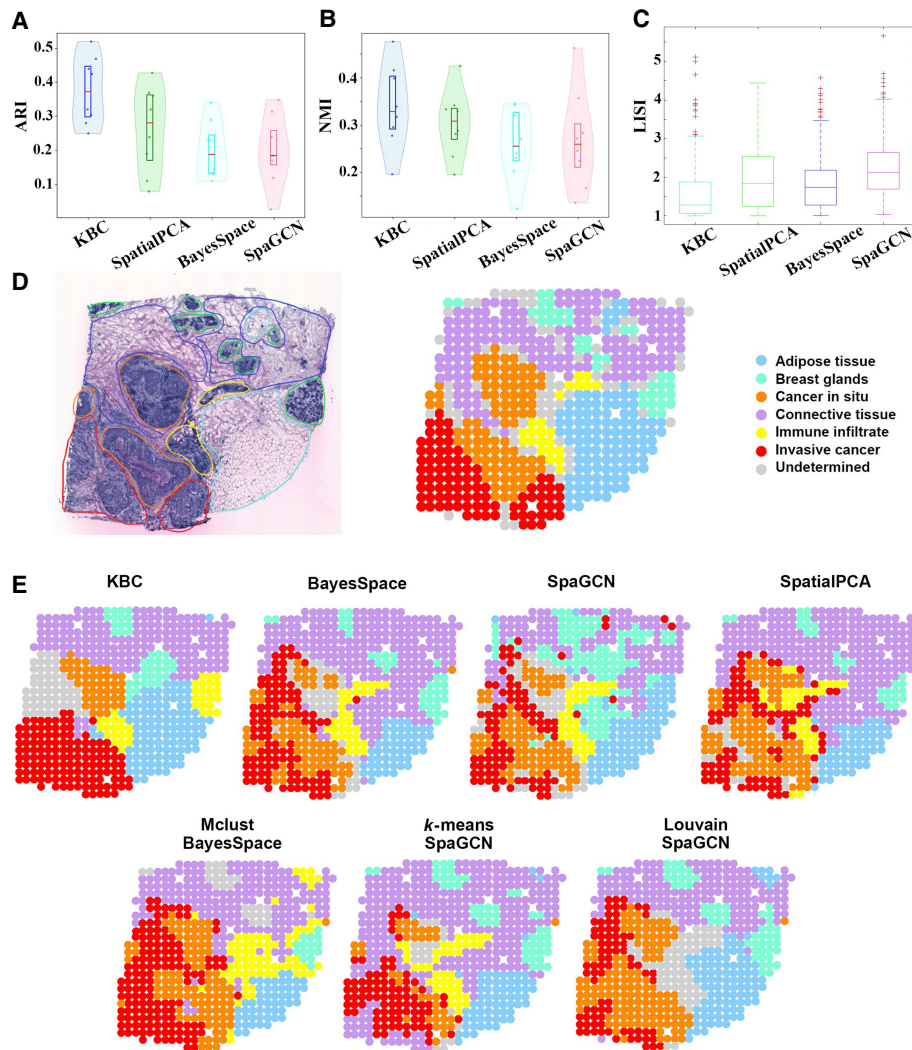 A
ARI
0.5
0.4
0.3
0.2
0.1
KBC
SpatialPCA
BayesSpace
SpaGCN
B
NMI
0.4
0.3
0.2
KBC
SpatialPCA
BayesSpace
SpaGCN
C
LISI
5
4
3
2
1
KBC
SpatialPCA
BayesSpace
SpaGCN
D
Adipose tissue
Breast glands
Cancer in situ
Connective tissue
Immune infiltrate
Invasive cancer
Undetermined
E
KBC
BayesSpace
SpaGCN
SpatialPCA
Mclust
BayesSpace
k-means
SpaGCN
Louvain
SpaGCN